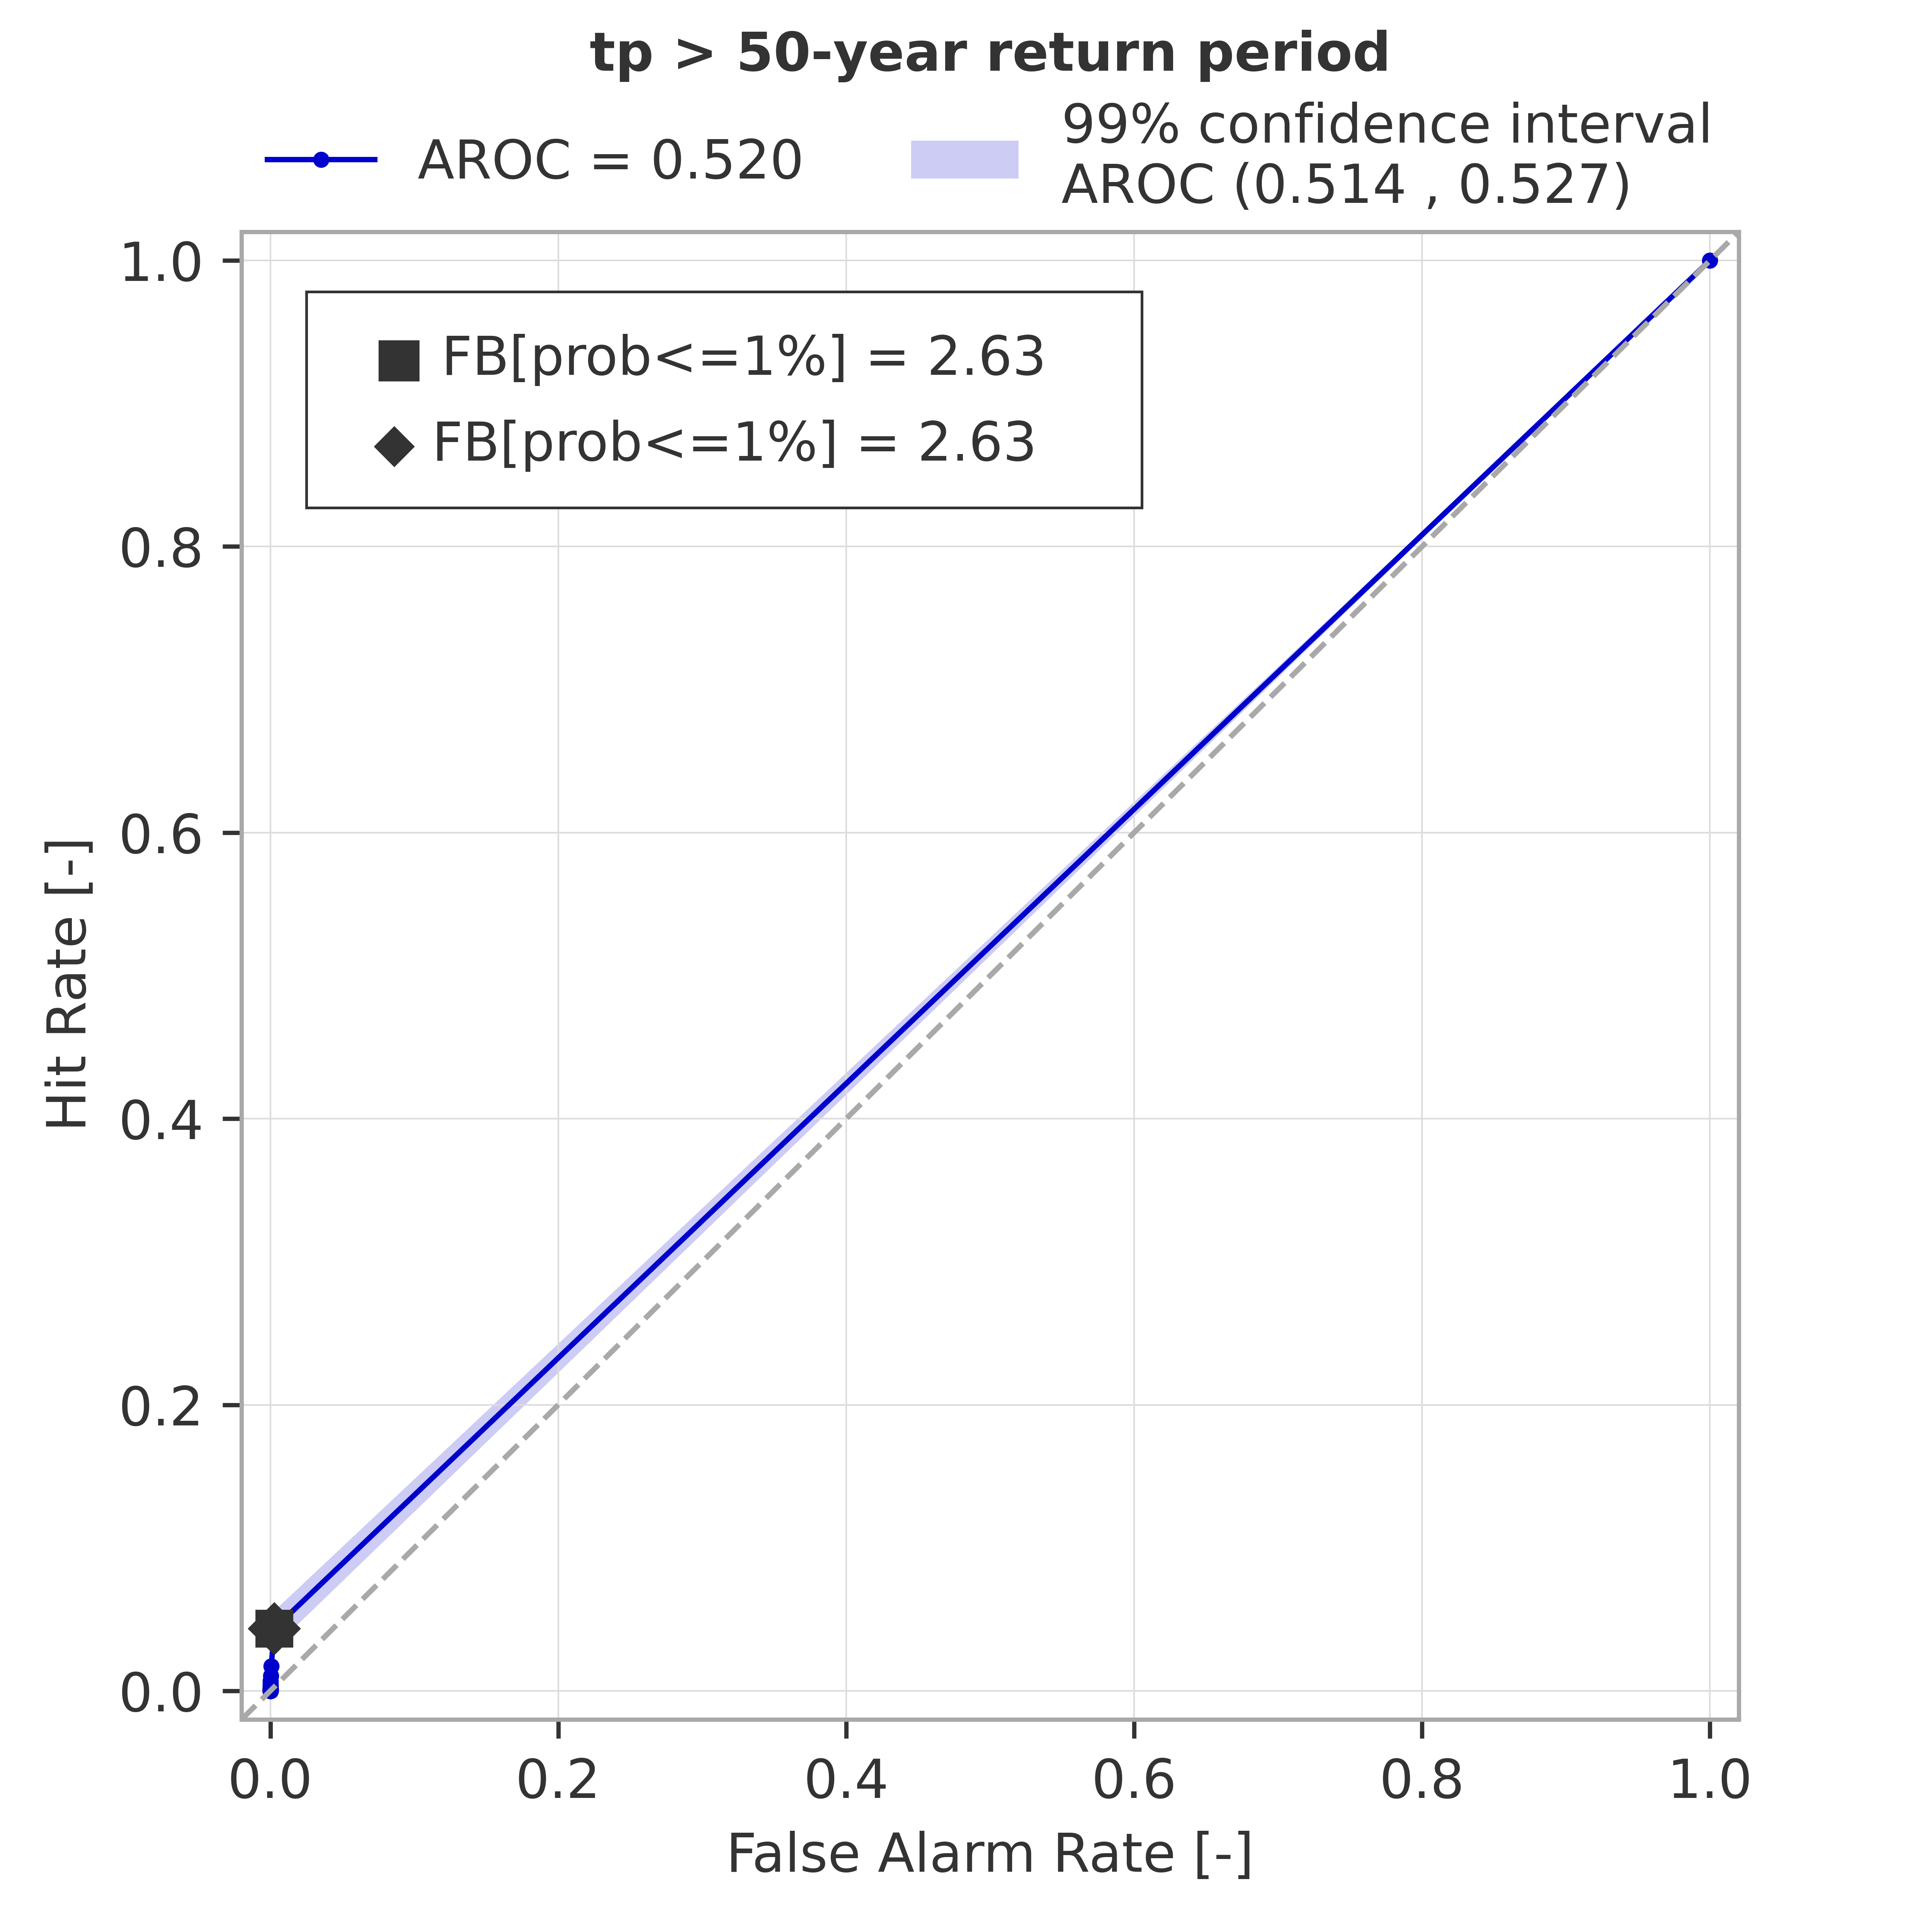 tp > 50-year return period
AROC = 0.520
99% confidence interval
AROC (0.514 , 0.527)
1.0
FB[prob<=1%] = 2.63
FB[prob<=1%] = 2.63
0.8
0.6
0.4
0.2
0.0
Hit Rate [-]
0.0 0.2 0.4 0.6 0.8 1.0
False Alarm Rate [-]